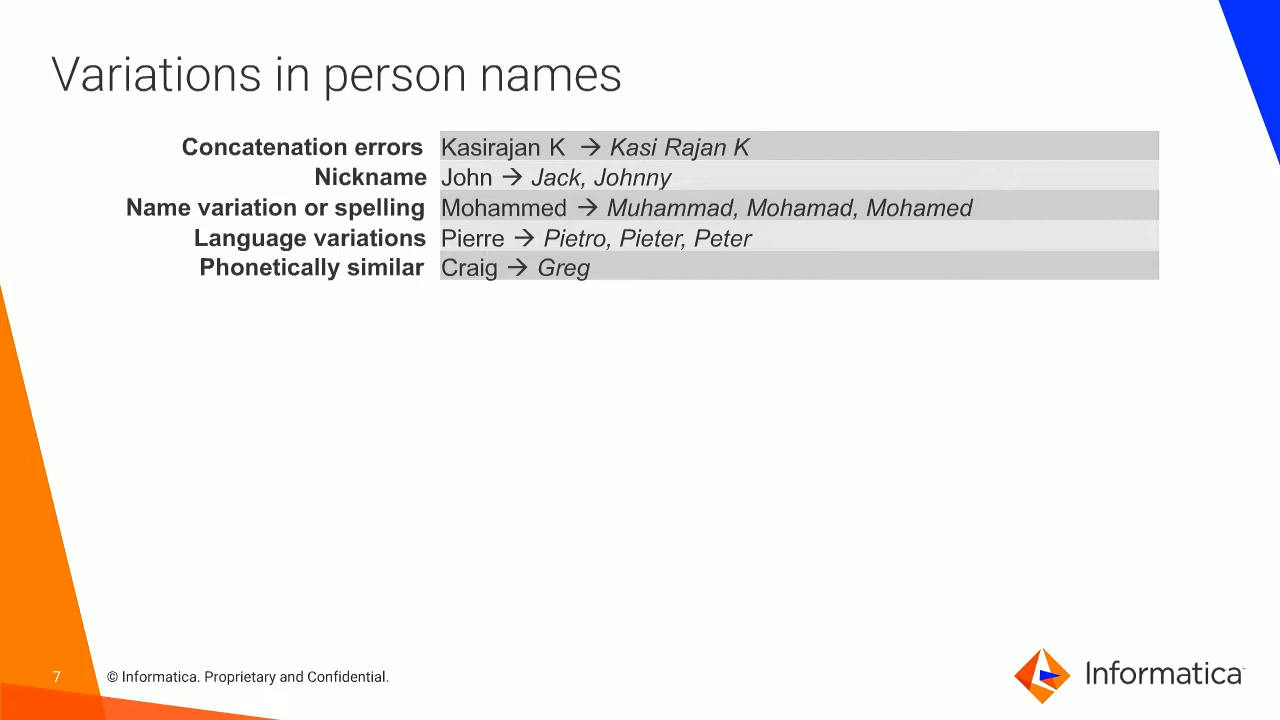 Variations in person names
Concatenation errors Kasirajan K → Kasi Rajan K
Nickname John → Jack, Johnny
Name variation or spelling Mohammed → Muhammad, Mohamad, Mohamed
Language variations Pierre → Pietro, Pieter, Peter
Phonetically similar Craig → Greg
7 © Informatica. Proprietary and Confidential.
Informatica